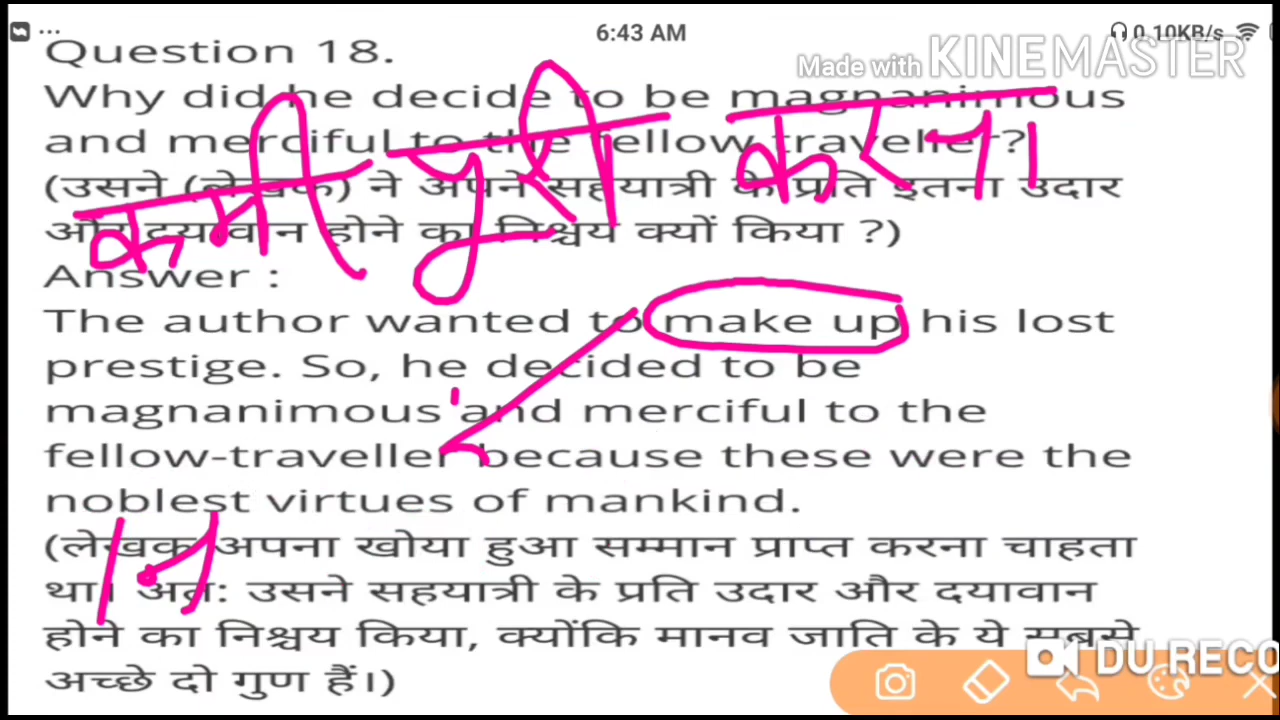 6:43 AM
0.10KB/s
Made with KINEMASTER
Question 18.
Why did he decide to be magnanimous
and merciful to the fellow traveller?
(उसने (लेखक) ने अपने सहयात्री के प्रति इतना उदार
और दयावान होने का निश्चय क्यों किया ?)
कमी पुरी करना।
Answer :
The author wanted to make up his lost
prestige. So, he decided to be
magnanimous and merciful to the
fellow-traveller because these were the
noblest virtues of mankind.
(लेखक अपना खोया हुआ सम्मान प्राप्त करना चाहता
था। अत: उसने सहयात्री के प्रति उदार और दयावान
होने का निश्चय किया, क्योंकि मानव जाति के ये सबसे
अच्छे दो गुण हैं।)
DU RECO